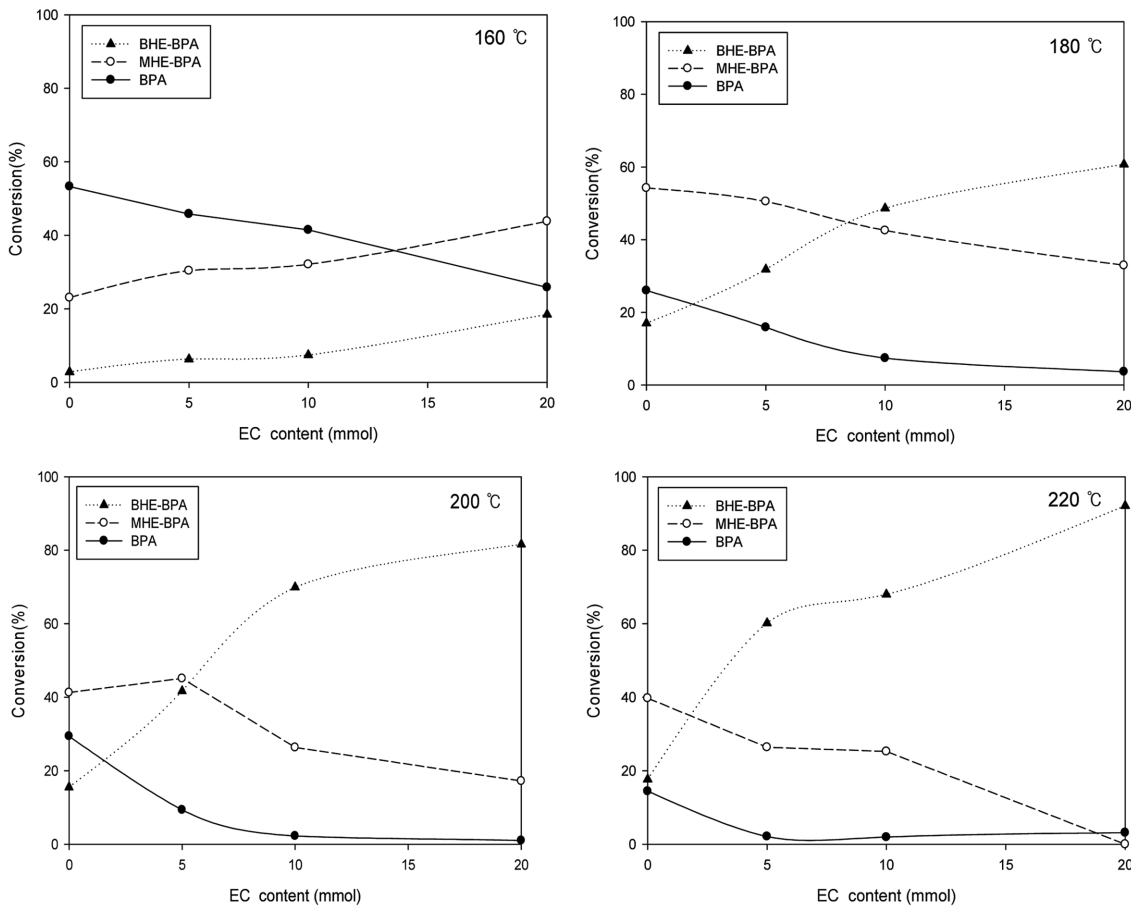 100
80
60
40
20
0
Conversion(%)
BHE-BPA
MHE-BPA
BPA
160 ℃
0 5 10 15 20
EC content (mmol)
100
80
60
40
20
0
Conversion(%)
BHE-BPA
MHE-BPA
BPA
180 ℃
0 5 10 15 20
EC content (mmol)
100
80
60
40
20
0
Conversion(%)
BHE-BPA
MHE-BPA
BPA
200 ℃
0 5 10 15 20
EC content (mmol)
100
80
60
40
20
0
Conversion(%)
BHE-BPA
MHE-BPA
BPA
220 ℃
0 5 10 15 20
EC content (mmol)